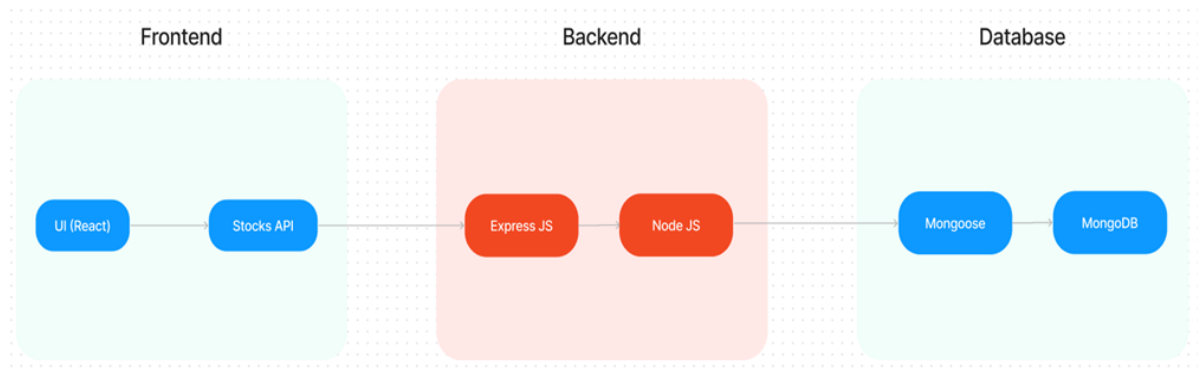 Frontend
Backend
Database
UI (React)
Stocks API
Express JS
Node JS
Mongoose
MongoDB